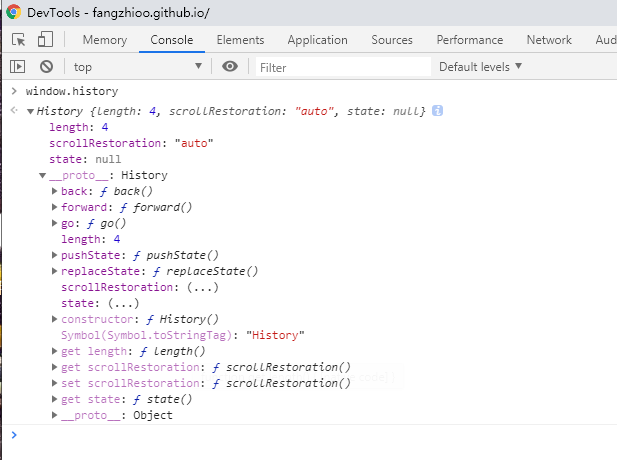 DevTools - fangzhioo.github.io/
Memory Console Elements Application Sources Performance Network Aud
top Filter Default levels
window.history
History {length: 4, scrollRestoration: "auto", state: null}
length: 4
scrollRestoration: "auto"
state: null
__proto__: History
back: ƒ back()
forward: ƒ forward()
go: ƒ go()
length: 4
pushState: ƒ pushState()
replaceState: ƒ replaceState()
scrollRestoration: (...)
state: (...)
constructor: ƒ History()
Symbol(Symbol.toStringTag): "History"
get length: ƒ length()
get scrollRestoration: ƒ scrollRestoration()
set scrollRestoration: ƒ scrollRestoration()
get state: ƒ state()
__proto__: Object